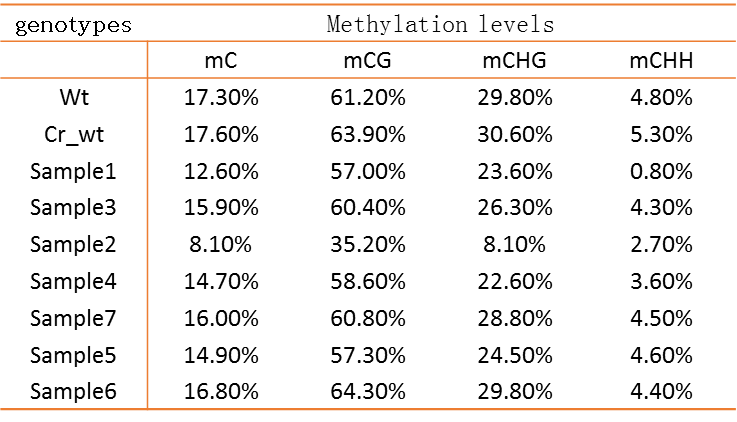 genotypes Methylation levels
mC mCG mCHG mCHH
Wt 17.30% 61.20% 29.80% 4.80%
Cr_wt 17.60% 63.90% 30.60% 5.30%
Sample1 12.60% 57.00% 23.60% 0.80%
Sample3 15.90% 60.40% 26.30% 4.30%
Sample2 8.10% 35.20% 8.10% 2.70%
Sample4 14.70% 58.60% 22.60% 3.60%
Sample7 16.00% 60.80% 28.80% 4.50%
Sample5 14.90% 57.30% 24.50% 4.60%
Sample6 16.80% 64.30% 29.80% 4.40%